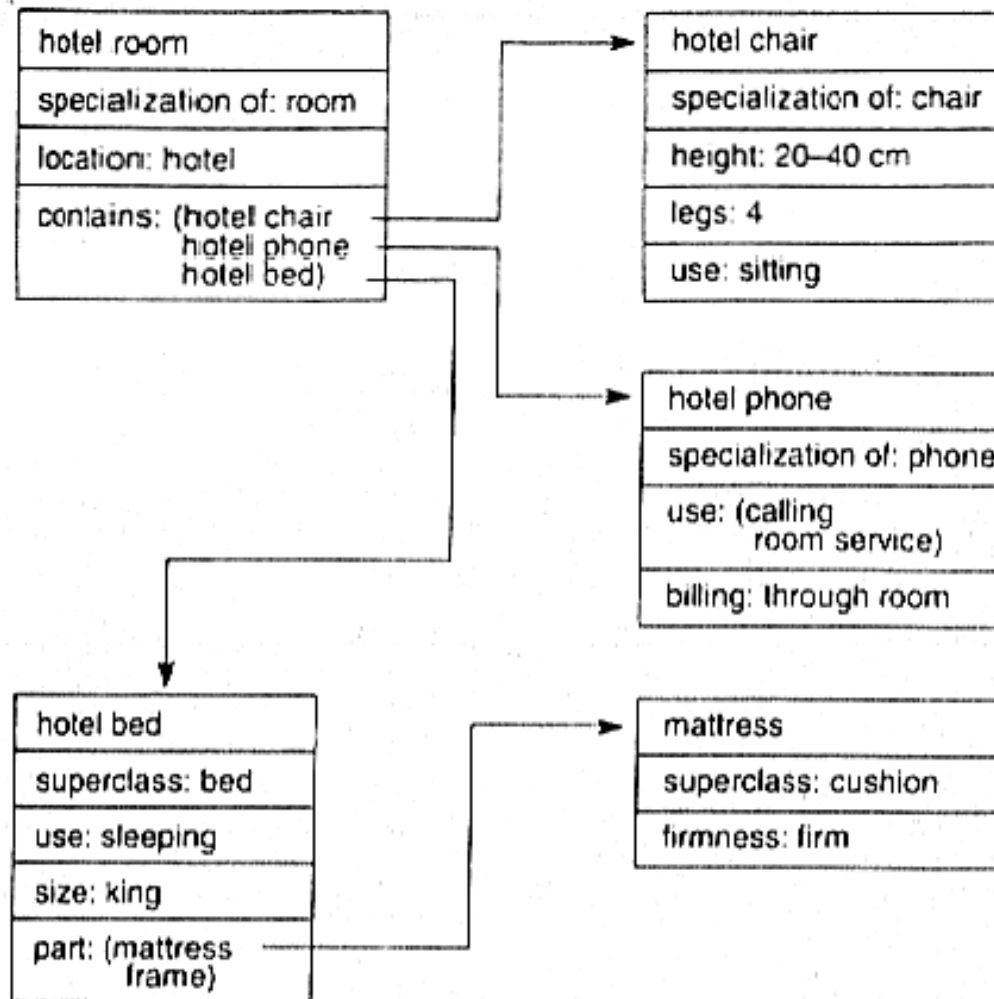 hotel room
specialization of: room
location: hotel
contains: (hotel chair
hotel phone
hotel bed)
hotel chair
specialization of: chair
height: 20–40 cm
legs: 4
use: sitting
hotel phone
specialization of: phone
use: (calling
room service)
billing: through room
hotel bed
superclass: bed
use: sleeping
size: king
part: (mattress
frame)
mattress
superclass: cushion
firmness: firm